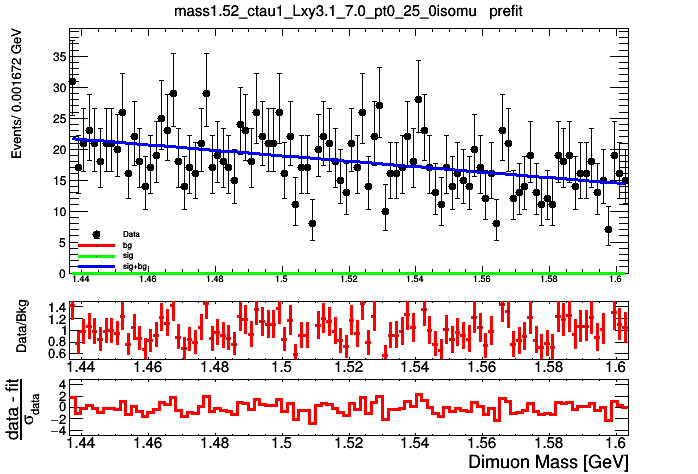 mass1.52_ctau1_Lxy3.1_7.0_pt0_25_0isomu prefit
Events/ 0.001672 GeV
35
30
25
20
15
10
5
0
Data
bg
sig
sig+bg
1.44 1.46 1.48 1.5 1.52 1.54 1.56 1.58 1.6
Data/Bkg
1.4
1.2
1
0.8
0.6
1.44 1.46 1.48 1.5 1.52 1.54 1.56 1.58 1.6
data - fit
σdata
4
2
0
−2
−4
1.44 1.46 1.48 1.5 1.52 1.54 1.56 1.58 1.6
Dimuon Mass [GeV]